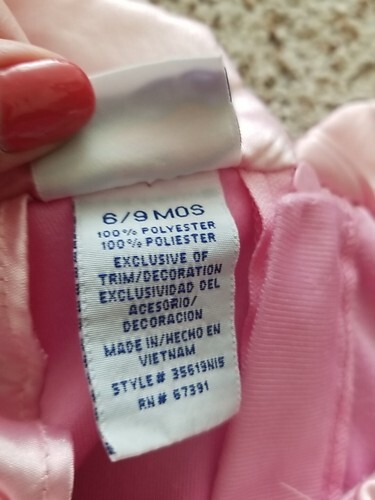 6/9 MOS
100% POLYESTER
100% POLIESTER
EXCLUSIVE OF
TRIM/DECORATION
EXCLUSIVIDAD DEL
ACESORIO/
DECORACION
MADE IN/HECHO EN
VIETNAM
STYLE# 35619N15
RN# 67391